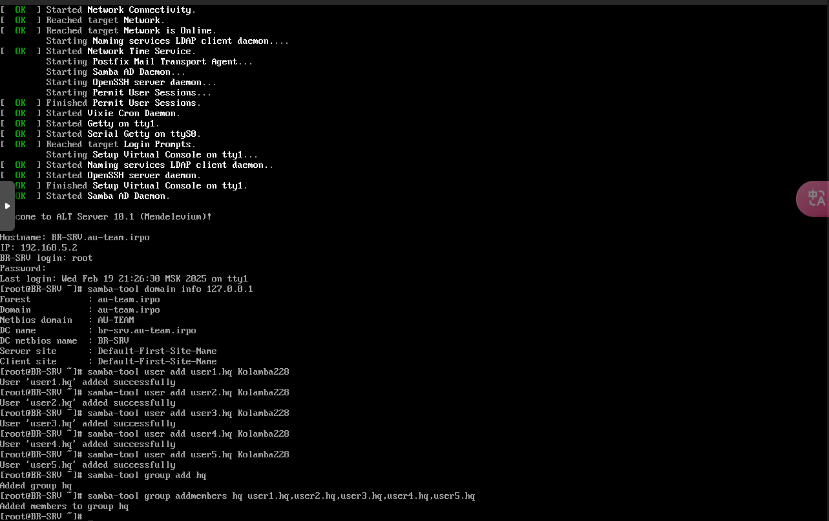 [  OK  ] Started Network Connectivity.
[  OK  ] Reached target Network.
[  OK  ] Reached target Network is Online.
Starting Naming services LDAP client daemon....
[  OK  ] Started Network Time Service.
Starting Postfix Mail Transport Agent...
Starting Samba AD Daemon...
Starting OpenSSH server daemon...
Starting Permit User Sessions...
[  OK  ] Finished Permit User Sessions.
[  OK  ] Started Vixie Cron Daemon.
[  OK  ] Started Getty on tty1.
[  OK  ] Started Serial Getty on ttyS0.
[  OK  ] Reached target Login Prompts.
Starting Setup Virtual Console on tty1...
[  OK  ] Started Naming services LDAP client daemon..
[  OK  ] Started OpenSSH server daemon.
OK  ] Finished Setup Virtual Console on tty1.
OK  ] Started Samba AD Daemon.
come to ALT Server 10.1 (Mendelevium)!
Hostname: BR-SRV.au-team.irpo
IP: 192.168.5.2
BR-SRV login: root
Password:
Last login: Wed Feb 19 21:26:30 MSK 2025 on tty1
[root@BR-SRV ~]# samba-tool domain info 127.0.0.1
Forest           : au-team.irpo
Domain           : au-team.irpo
Netbios domain   : AU-TEAM
DC name          : br-srv.au-team.irpo
DC netbios name  : BR-SRV
Server site      : Default-First-Site-Name
Client site      : Default-First-Site-Name
[root@BR-SRV ~]# samba-tool user add user1.hq Kolamba228
User 'user1.hq' added successfully
[root@BR-SRV ~]# samba-tool user add user2.hq Kolamba228
User 'user2.hq' added successfully
[root@BR-SRV ~]# samba-tool user add user3.hq Kolamba228
User 'user3.hq' added successfully
[root@BR-SRV ~]# samba-tool user add user4.hq Kolamba228
User 'user4.hq' added successfully
[root@BR-SRV ~]# samba-tool user add user5.hq Kolamba228
User 'user5.hq' added successfully
[root@BR-SRV ~]# samba-tool group add hq
Added group hq
[root@BR-SRV ~]# samba-tool group addmembers hq user1.hq,user2.hq,user3.hq,user4.hq,user5.hq
Added members to group hq
[root@BR-SRV ~]# _
中A